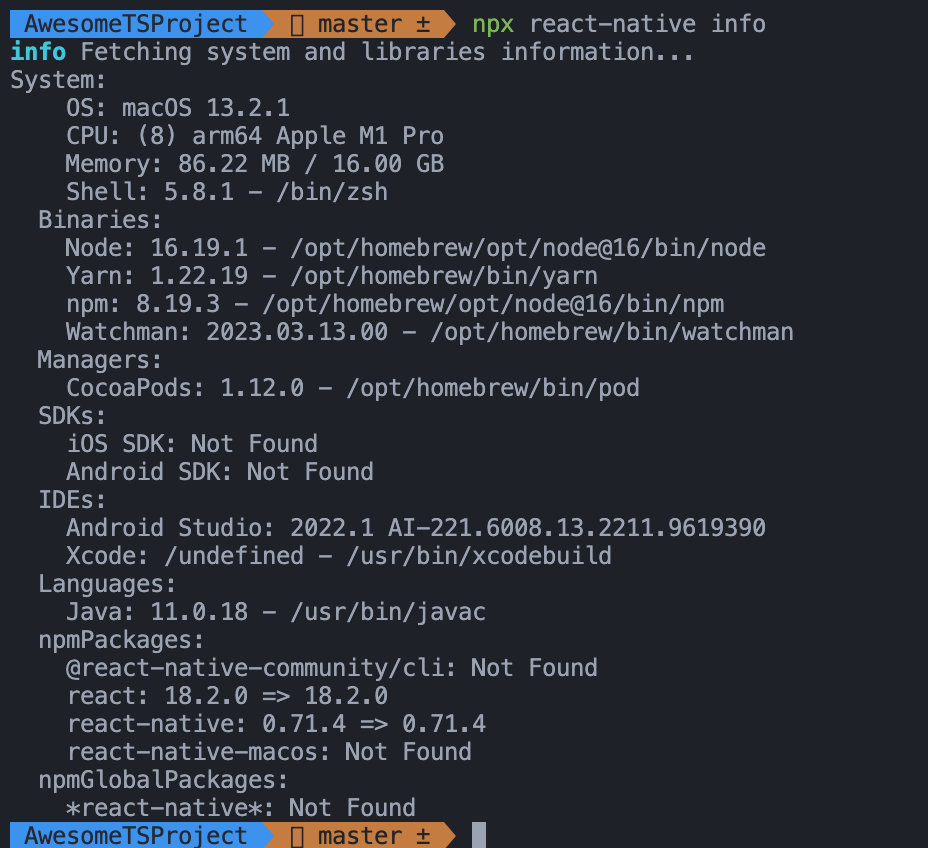 AwesomeTSProject master ± npx react-native info
info Fetching system and libraries information...
System:
OS: macOS 13.2.1
CPU: (8) arm64 Apple M1 Pro
Memory: 86.22 MB / 16.00 GB
Shell: 5.8.1 - /bin/zsh
Binaries:
Node: 16.19.1 - /opt/homebrew/opt/node@16/bin/node
Yarn: 1.22.19 - /opt/homebrew/bin/yarn
npm: 8.19.3 - /opt/homebrew/opt/node@16/bin/npm
Watchman: 2023.03.13.00 - /opt/homebrew/bin/watchman
Managers:
CocoaPods: 1.12.0 - /opt/homebrew/bin/pod
SDKs:
iOS SDK: Not Found
Android SDK: Not Found
IDEs:
Android Studio: 2022.1 AI-221.6008.13.2211.9619390
Xcode: /undefined - /usr/bin/xcodebuild
Languages:
Java: 11.0.18 - /usr/bin/javac
npmPackages:
@react-native-community/cli: Not Found
react: 18.2.0 => 18.2.0
react-native: 0.71.4 => 0.71.4
react-native-macos: Not Found
npmGlobalPackages:
*react-native*: Not Found
AwesomeTSProject master ±